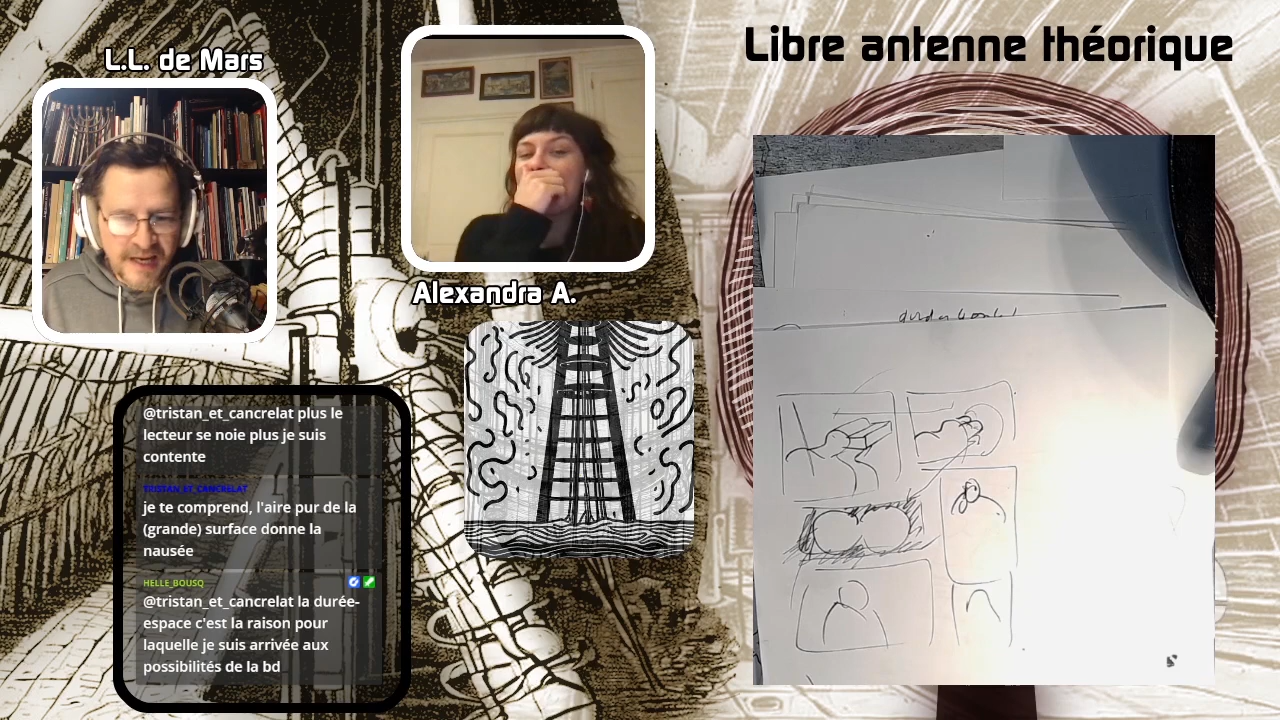 L.L. de Mars
Libre antenne théorique
Alexandra A.
@tristan_et_cancrelat plus le
lecteur se noie plus je suis
contente
TRISTAN_ET_CANCRELAT
je te comprend, l'aire pur de la
(grande) surface donne la
nausée
HELLE_BOUSQ
@tristan_et_cancrelat la durée-
espace c'est la raison pour
laquelle je suis arrivée aux
possibilités de la bd